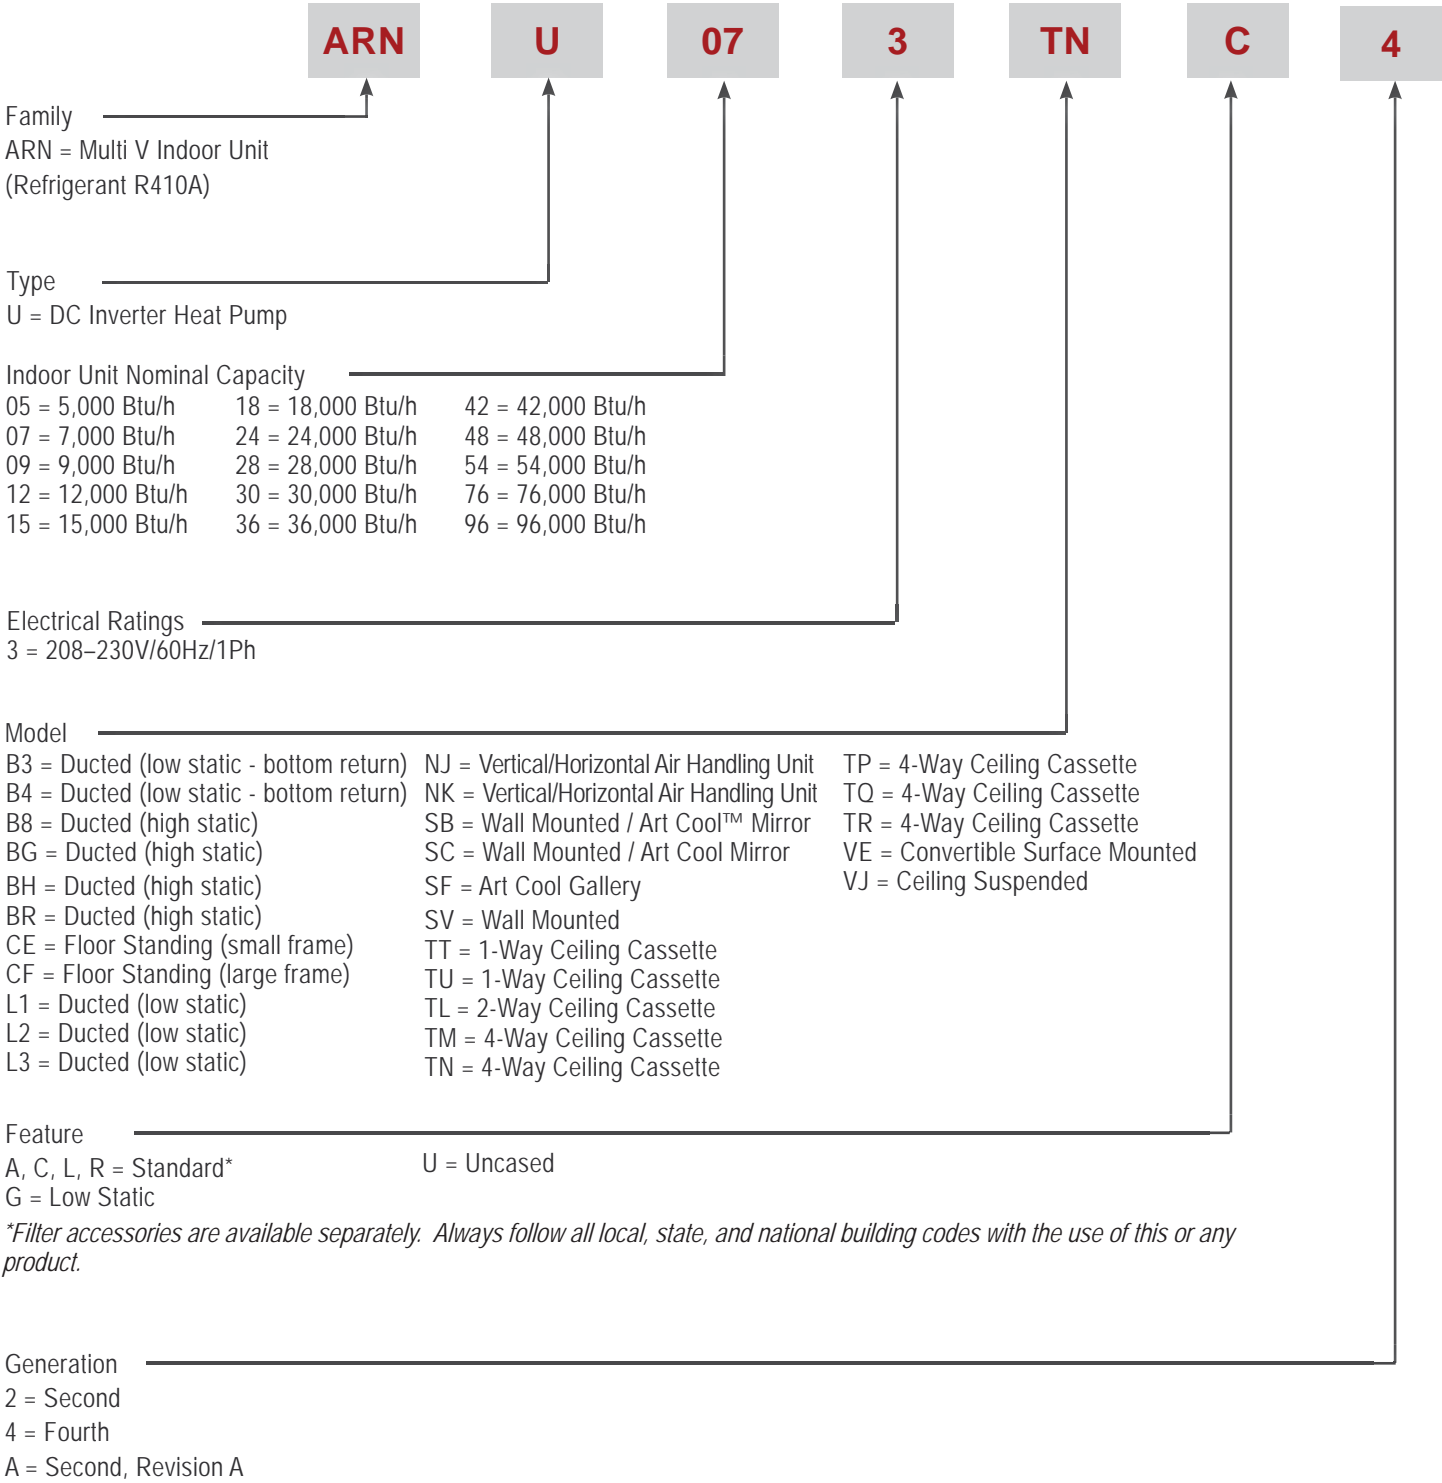 ARN U 07 3 TN C 4
Family
ARN = Multi V Indoor Unit
(Refrigerant R410A)
Type
U = DC Inverter Heat Pump
Indoor Unit Nominal Capacity
05 = 5,000 Btu/h 18 = 18,000 Btu/h 42 = 42,000 Btu/h
07 = 7,000 Btu/h 24 = 24,000 Btu/h 48 = 48,000 Btu/h
09 = 9,000 Btu/h 28 = 28,000 Btu/h 54 = 54,000 Btu/h
12 = 12,000 Btu/h 30 = 30,000 Btu/h 76 = 76,000 Btu/h
15 = 15,000 Btu/h 36 = 36,000 Btu/h 96 = 96,000 Btu/h
Electrical Ratings
3 = 208–230V/60Hz/1Ph
Model
B3 = Ducted (low static - bottom return)
B4 = Ducted (low static - bottom return)
B8 = Ducted (high static)
BG = Ducted (high static)
BH = Ducted (high static)
BR = Ducted (high static)
CE = Floor Standing (small frame)
CF = Floor Standing (large frame)
L1 = Ducted (low static)
L2 = Ducted (low static)
L3 = Ducted (low static)
NJ = Vertical/Horizontal Air Handling Unit
NK = Vertical/Horizontal Air Handling Unit
SB = Wall Mounted / Art Cool™ Mirror
SC = Wall Mounted / Art Cool Mirror
SF = Art Cool Gallery
SV = Wall Mounted
TT = 1-Way Ceiling Cassette
TU = 1-Way Ceiling Cassette
TL = 2-Way Ceiling Cassette
TM = 4-Way Ceiling Cassette
TN = 4-Way Ceiling Cassette
TP = 4-Way Ceiling Cassette
TQ = 4-Way Ceiling Cassette
TR = 4-Way Ceiling Cassette
VE = Convertible Surface Mounted
VJ = Ceiling Suspended
Feature
A, C, L, R = Standard* U = Uncased
G = Low Static
*Filter accessories are available separately. Always follow all local, state, and national building codes with the use of this or any
product.
Generation
2 = Second
4 = Fourth
A = Second, Revision A